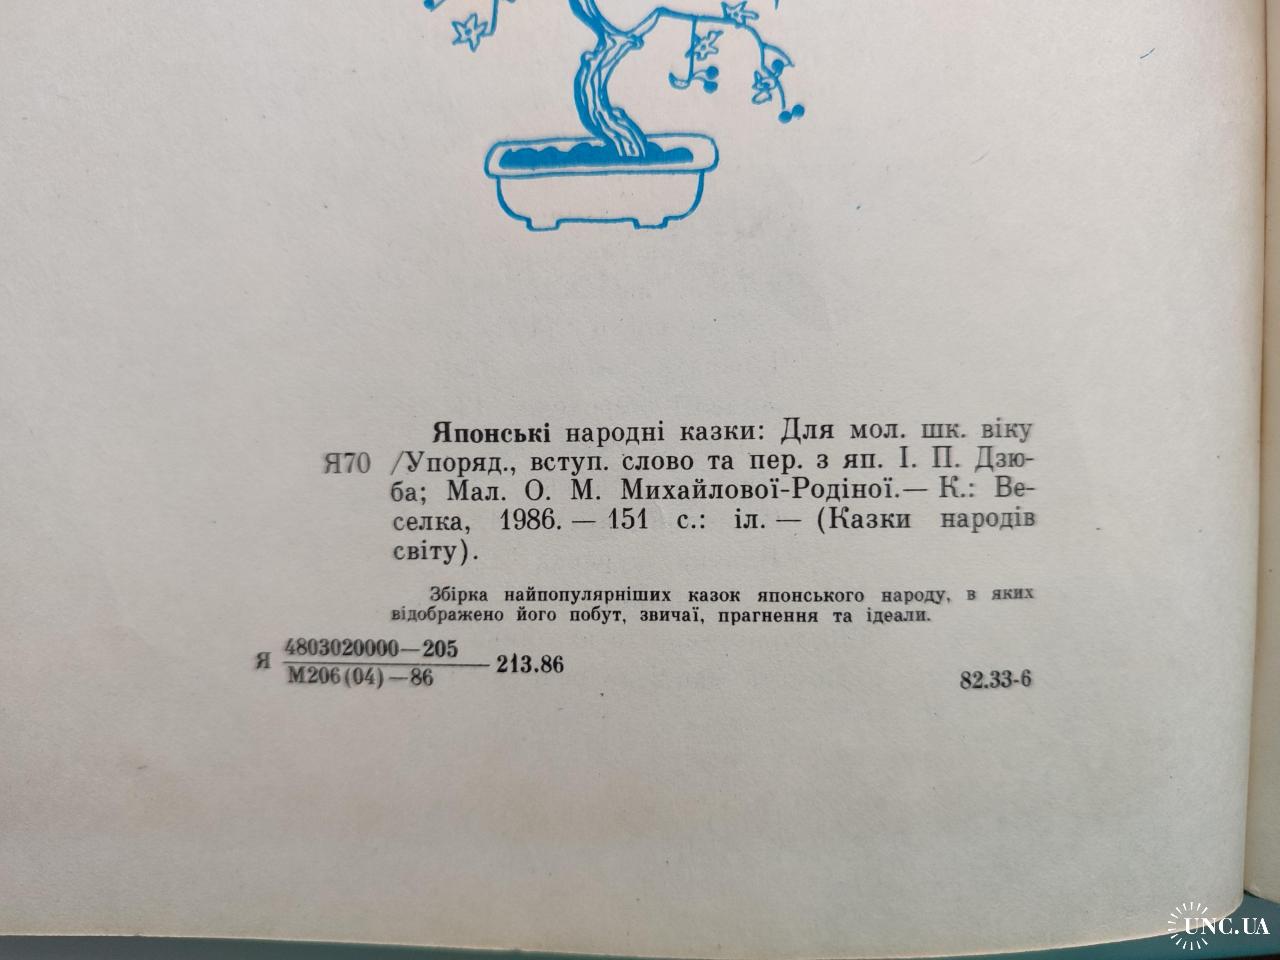 Японські народні казки: Для мол. шк. віку
Я70 /Упоряд., вступ. слово та пер. з яп. І. П. Дзю-
ба; Мал. О. М. Михайлової-Родіної.— К.: Ве-
селка, 1986. — 151 с.: іл. — (Казки народів
світу).
Збірка найпопулярніших казок японського народу, в яких
відображено його побут, звичаї, прагнення та ідеали.
4803020000—205
Я — 213.86
М206(04)—86
82.33-6
UNC.UA